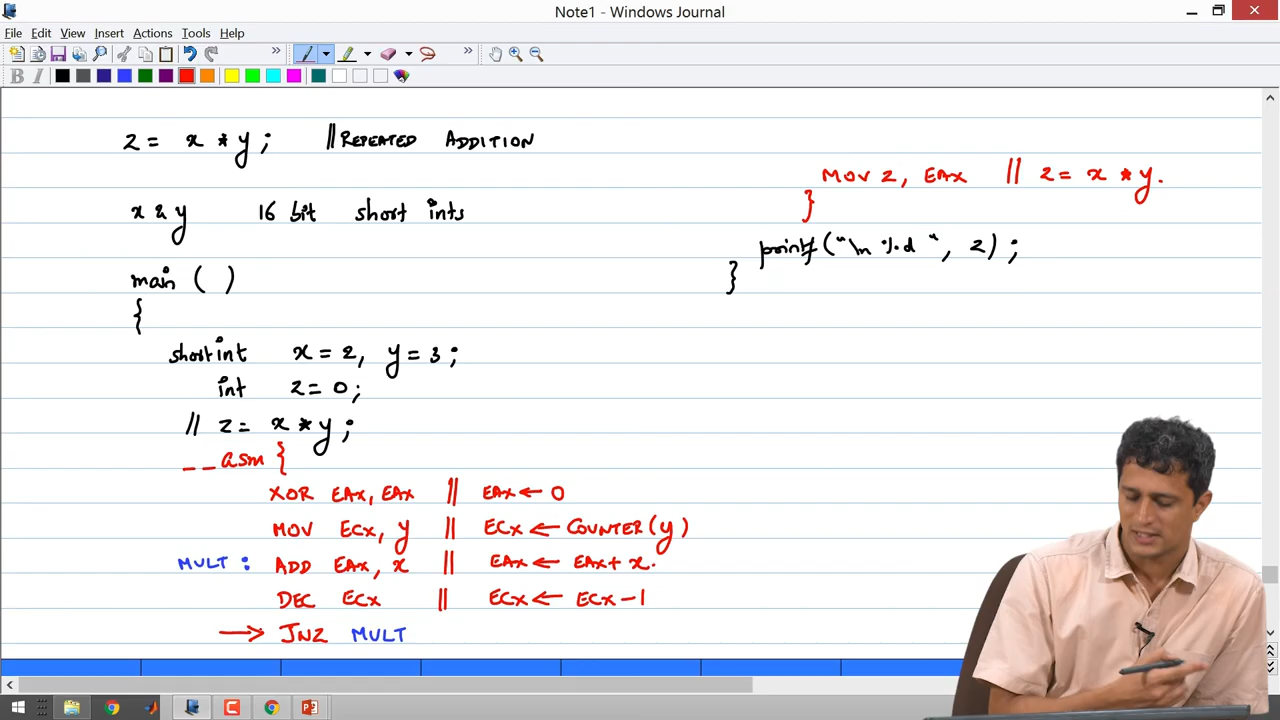 Note1 - Windows Journal
File Edit View Insert Actions Tools Help
z = x * y ; // REPEATED ADDITION
x & y 16 bit short ints
main ( )
{
short int x = 2, y = 3 ;
int z = 0 ;
// z = x * y ;
__asm {
XOR EAX, EAX // EAX ← 0
MOV ECX, y // ECX ← COUNTER (y)
MULT : ADD EAX, x // EAX ← EAX + x.
DEC ECX // ECX ← ECX - 1
→ JNZ MULT
MOV z, EAX // z = x * y.
}
printf ("\n %d ", z) ;
}